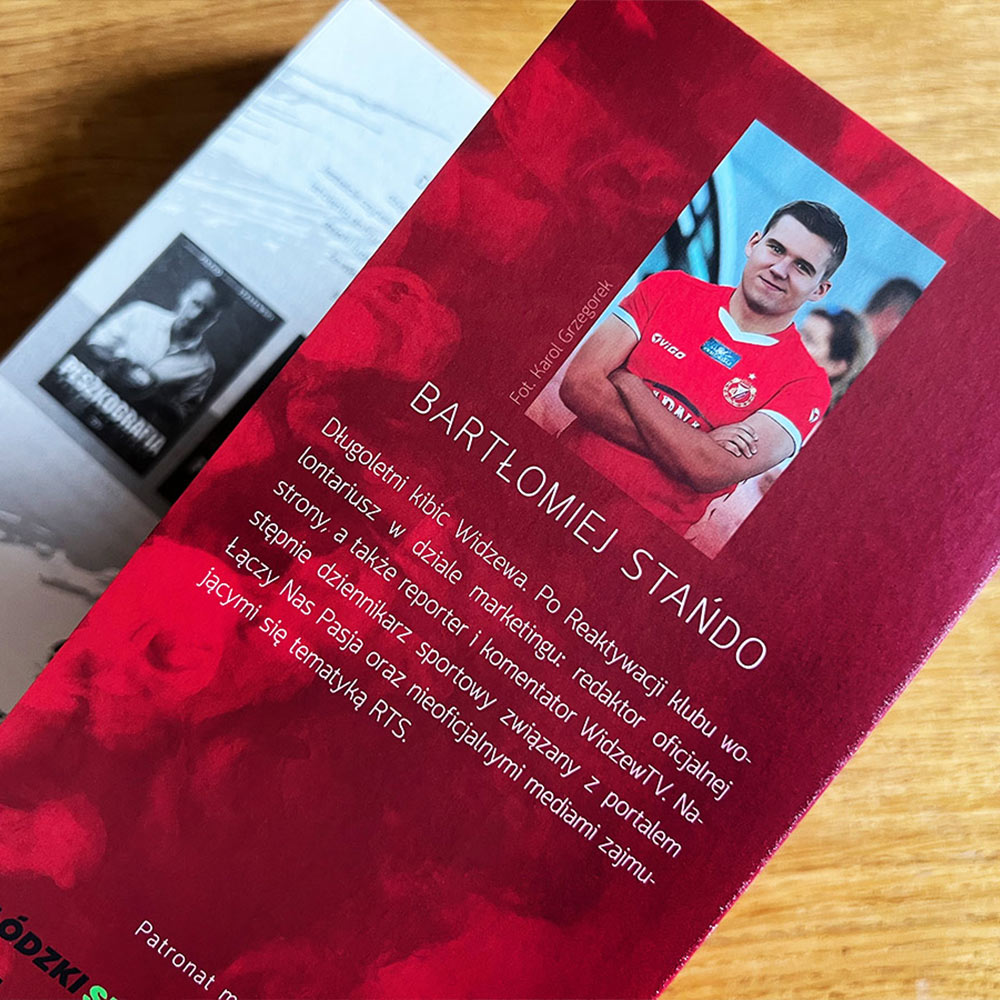 PESZKOGRAFIA
Fot. Karol Grzegorek
VIGO
BARTŁOMIEJ STAŃDO
Długoletni kibic Widzewa. Po Reaktywacji klubu wo-
lontariusz w dziale marketingu: redaktor oficjalnej
strony, a także reporter i komentator WidzewTV. Na-
stępnie dziennikarz sportowy związany z portalem
Łączy Nas Pasja oraz nieoficjalnymi mediami zajmu-
jącymi się tematyką RTS.
Patronat m
ŁÓDZKI